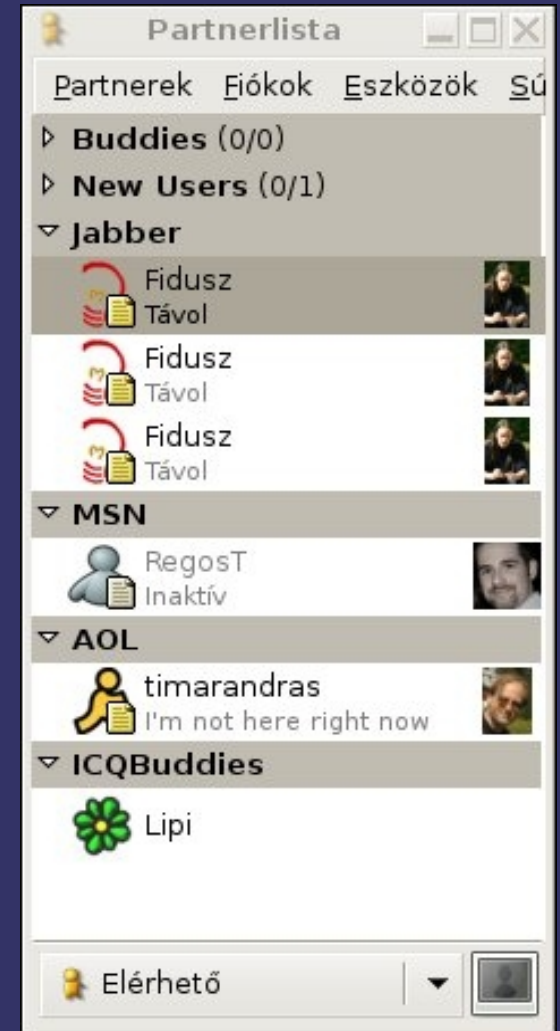 Partnerlista
Partnerek Fiókok Eszközök Sú
Buddies (0/0)
New Users (0/1)
Jabber
Fidusz
Távol
Fidusz
Távol
Fidusz
Távol
MSN
RegosT
Inaktív
AOL
timarandras
I'm not here right now
ICQBuddies
Lipi
Elérhető